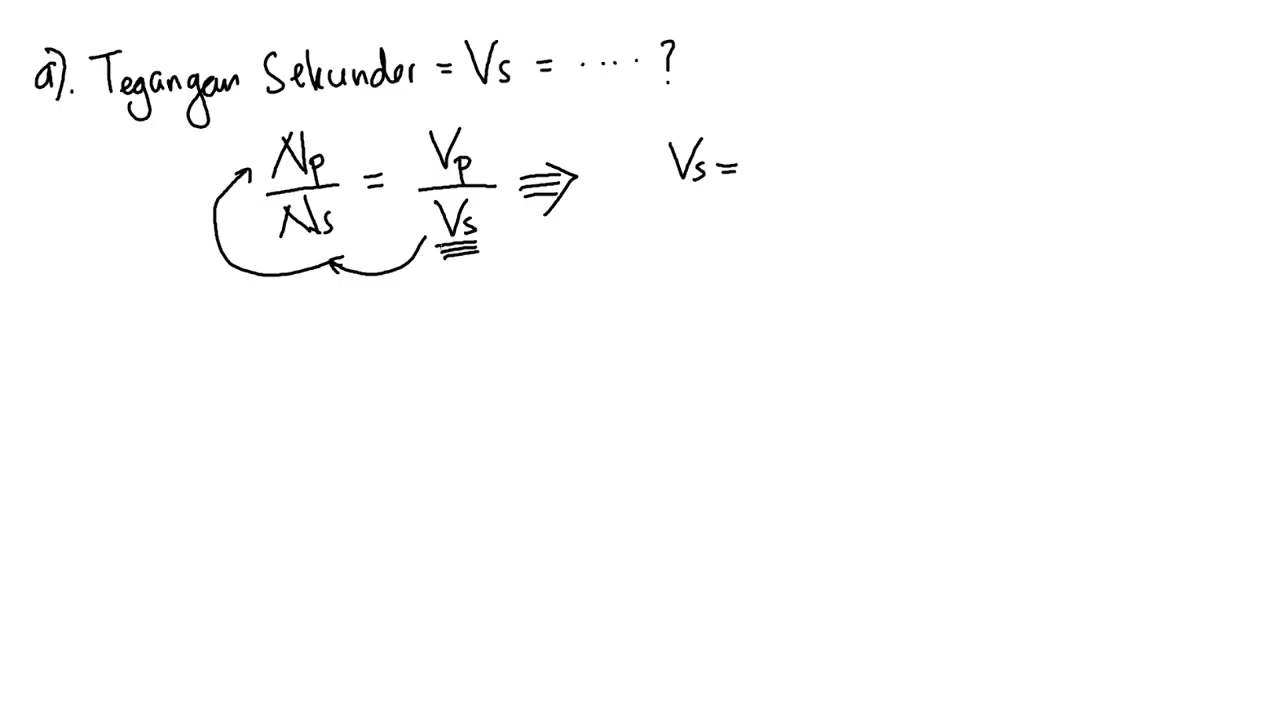 a). Tegangan Sekunder = Vs = ....?
Np/Ns = Vp/Vs ⇒ Vs =